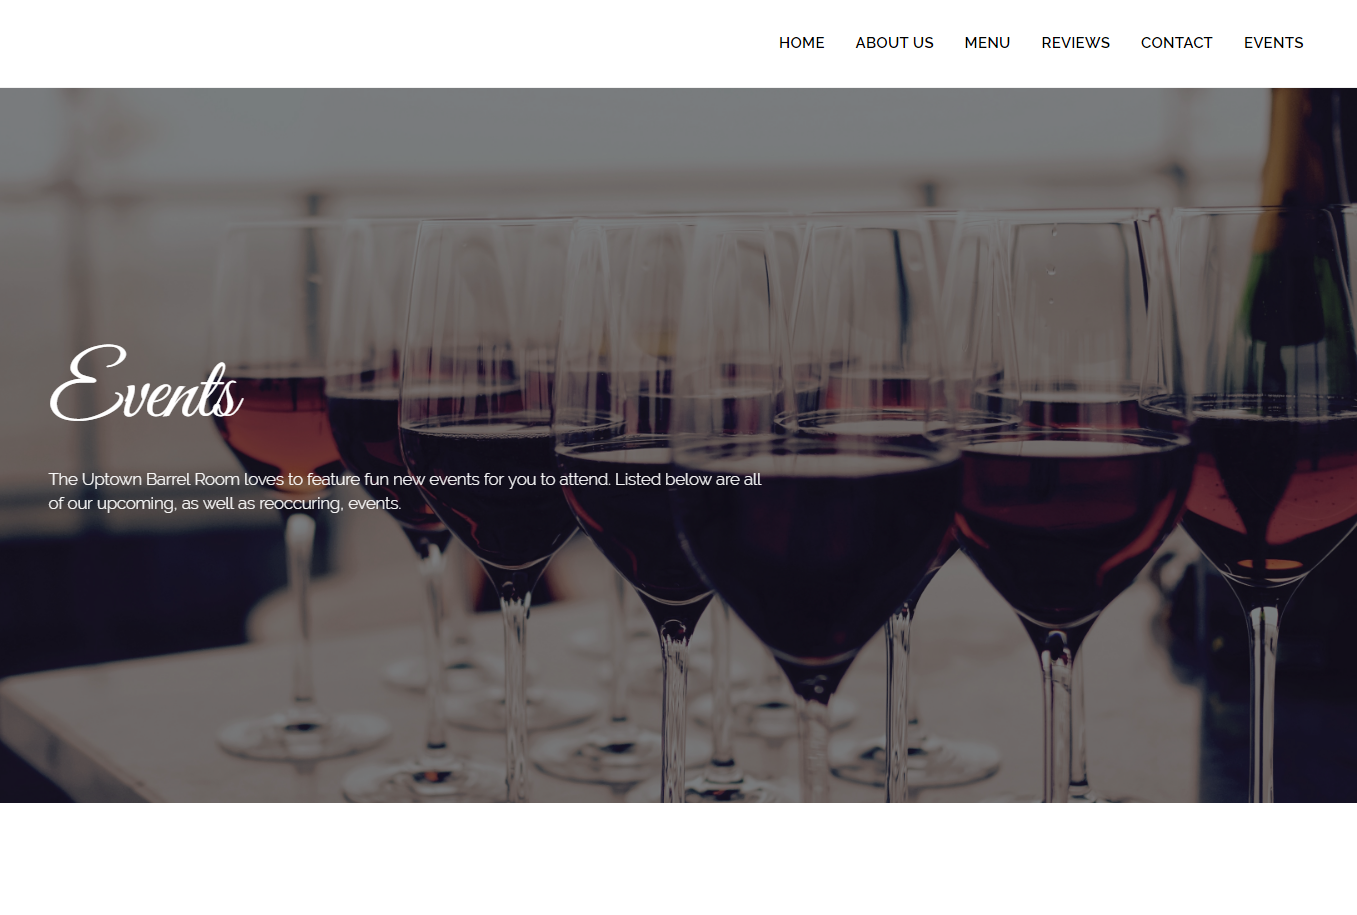 HOME ABOUT US MENU REVIEWS CONTACT EVENTS
Events
The Uptown Barrel Room loves to feature fun new events for you to attend. Listed below are all
of our upcoming, as well as reoccuring, events.